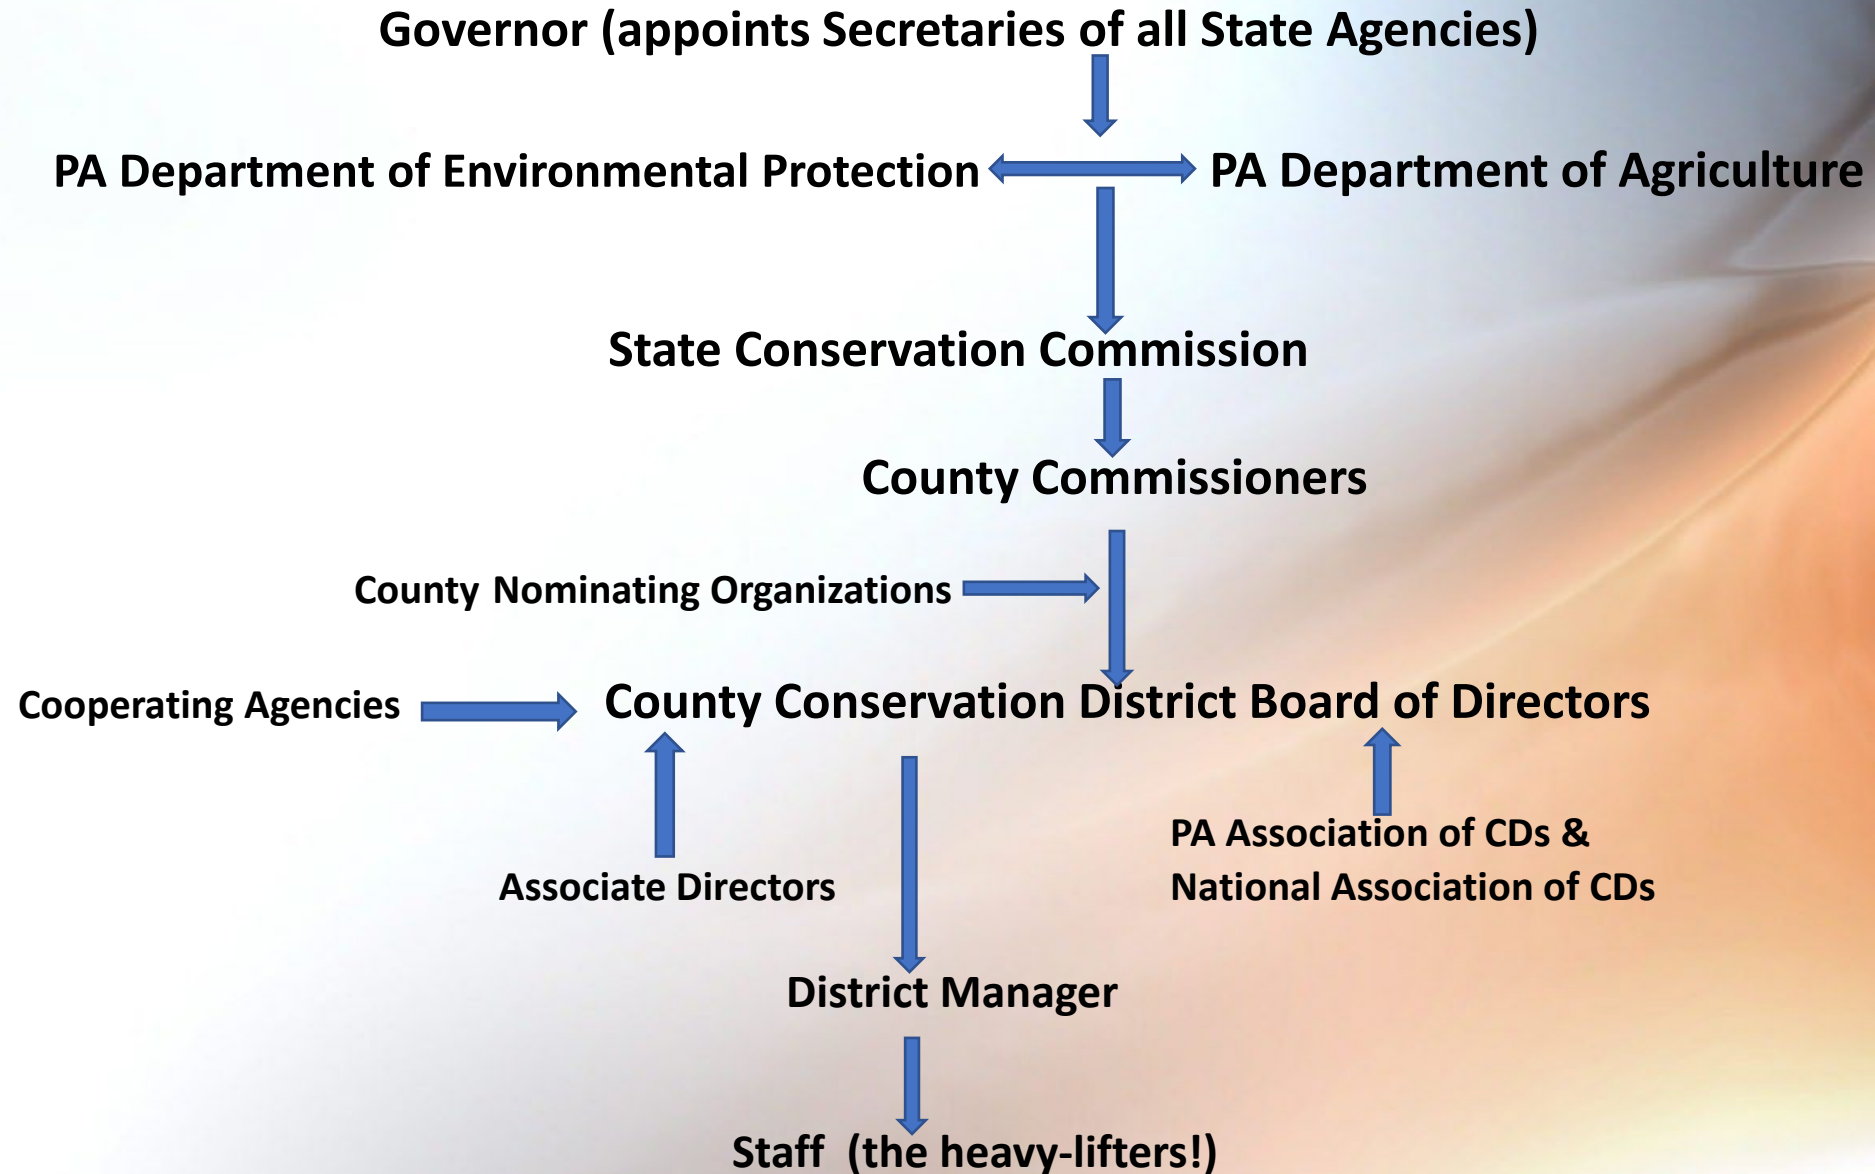 Governor (appoints Secretaries of all State Agencies)
PA Department of Environmental Protection
PA Department of Agriculture
State Conservation Commission
County Commissioners
County Nominating Organizations
Cooperating Agencies
County Conservation District Board of Directors
PA Association of CDs &
National Association of CDs
Associate Directors
District Manager
Staff (the heavy-lifters!)